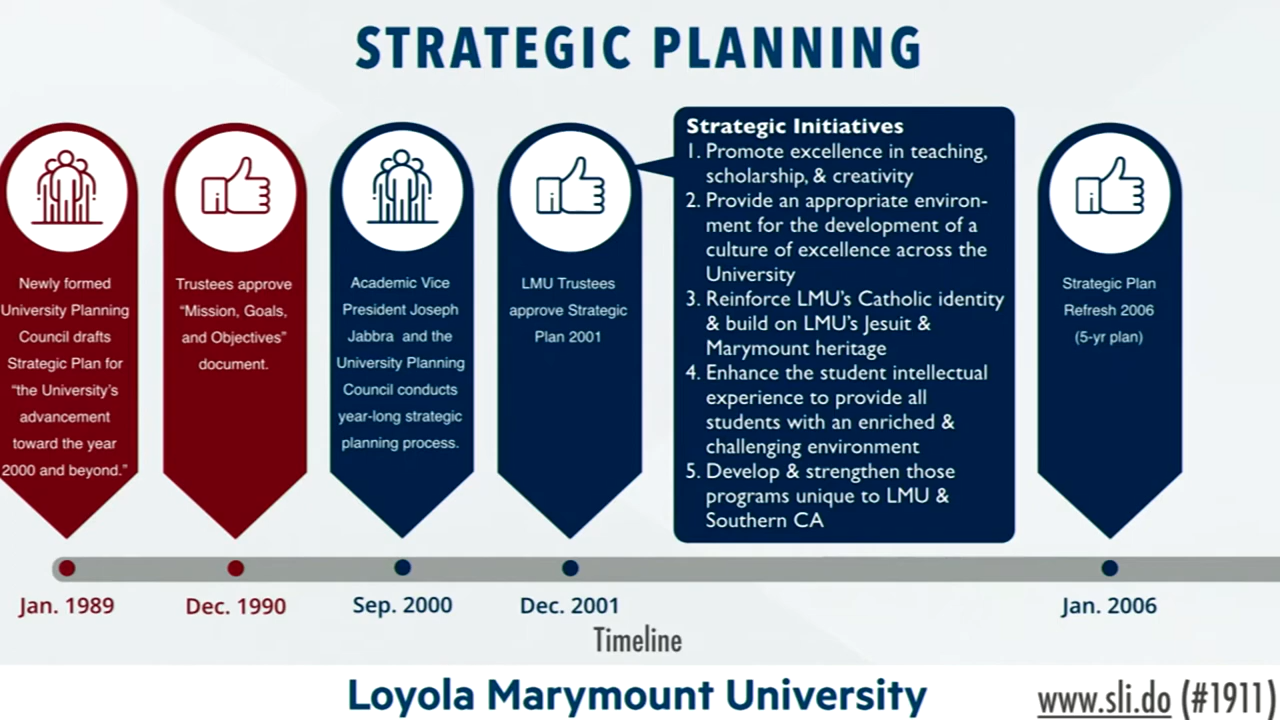 STRATEGIC PLANNING
Newly formed
University Planning
Council drafts
Strategic Plan for
“the University’s
advancement
toward the year
2000 and beyond.”
Trustees approve
“Mission, Goals,
and Objectives”
document.
Academic Vice
President Joseph
Jabbra and the
University Planning
Council conducts
year-long strategic
planning process.
LMU Trustees
approve Strategic
Plan 2001
Strategic Initiatives
1. Promote excellence in teaching,
scholarship, & creativity
2. Provide an appropriate environ-
ment for the development of a
culture of excellence across the
University
3. Reinforce LMU’s Catholic identity
& build on LMU’s Jesuit &
Marymount heritage
4. Enhance the student intellectual
experience to provide all
students with an enriched &
challenging environment
5. Develop & strengthen those
programs unique to LMU &
Southern CA
Strategic Plan
Refresh 2006
(5-yr plan)
Jan. 1989
Dec. 1990
Sep. 2000
Dec. 2001
Jan. 2006
Timeline
Loyola Marymount University
www.sli.do (#1911)